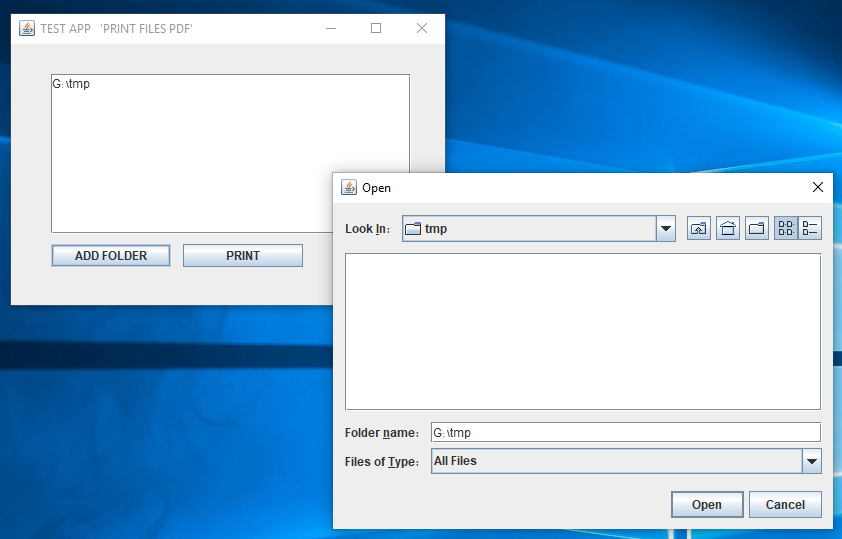 TEST APP 'PRINT FILES PDF'
G:\tmp
ADD FOLDER
PRINT
Open
Look In:
tmp
Folder name:
G:\tmp
Files of Type:
All Files
Open
Cancel